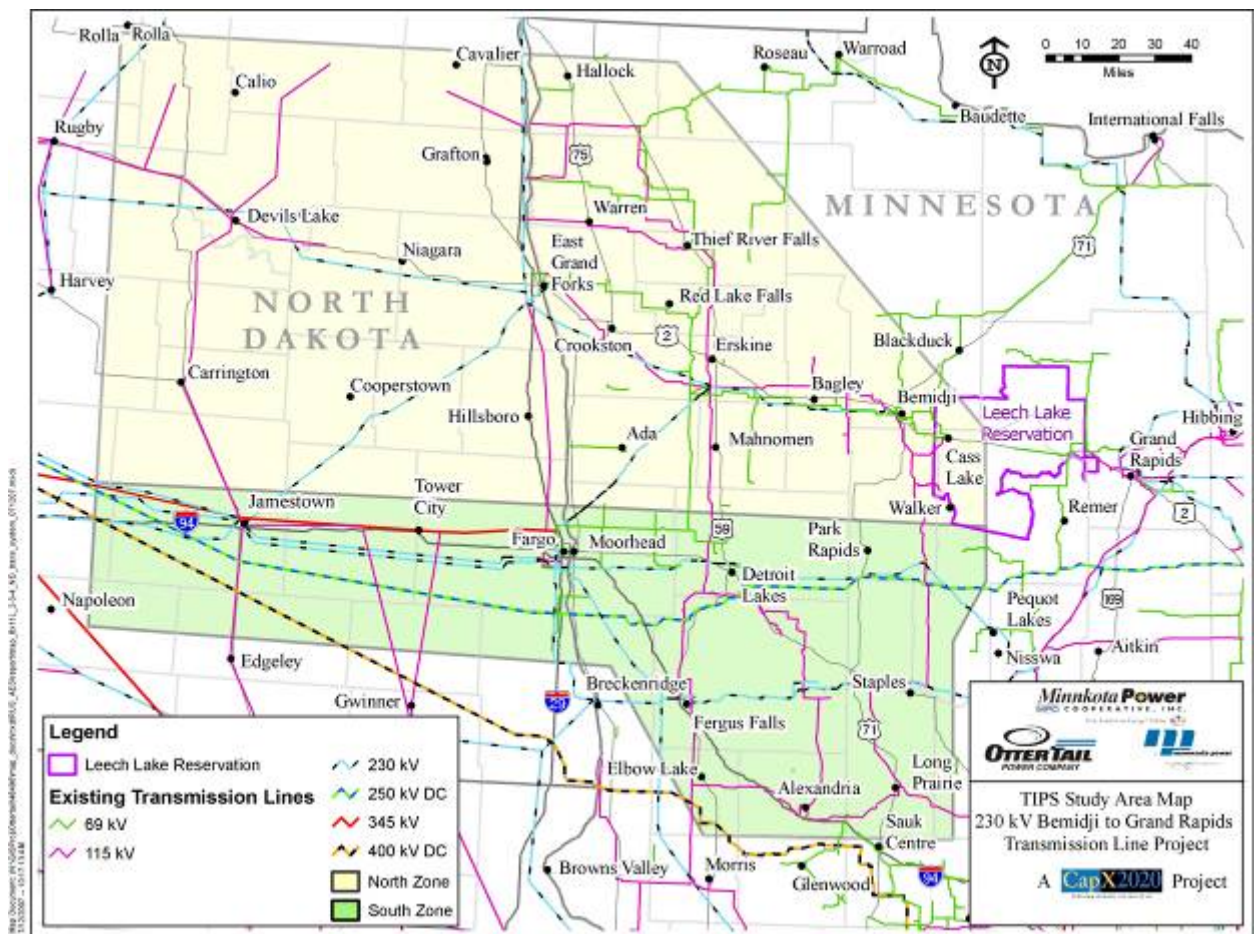 Rolla
Rolla
Cavalier
Hallock
Roseau
Warroad
N
0 10 20 30 40
Miles
Calio
Baudette
International Falls
Rugby
Grafton
75
MINNESOTA
Devils Lake
Warren
Thief River Falls
71
Niagara
East
Grand
Forks
Harvey
NORTH
DAKOTA
Red Lake Falls
2
Crookston
Erskine
Blackduck
Carrington
Cooperstown
Bagley
Bemidji
Leech Lake
Reservation
Hibbing
Hillsboro
Ada
Mahnomen
Cass
Lake
Grand
Rapids
Jamestown
Tower
City
94
Walker
Remer
2
59
Park
Rapids
Fargo
Moorhead
Detroit
Lakes
Napoleon
Pequot
Lakes
169
Edgeley
Nisswa
Aitkin
Gwinner
29
Breckenridge
Staples
Fergus Falls
71
Elbow Lake
Alexandria
Long
Prairie
Sauk
Centre
Browns Valley
Morris
Glenwood
94
Legend
Leech Lake Reservation
Existing Transmission Lines
69 kV
115 kV
230 kV
250 kV DC
345 kV
400 kV DC
North Zone
South Zone
Minnkota Power
COOPERATIVE, INC.
OTTER TAIL
POWER COMPANY
minnesota power
TIPS Study Area Map
230 kV Bemidji to Grand Rapids
Transmission Line Project
A CapX2020 Project